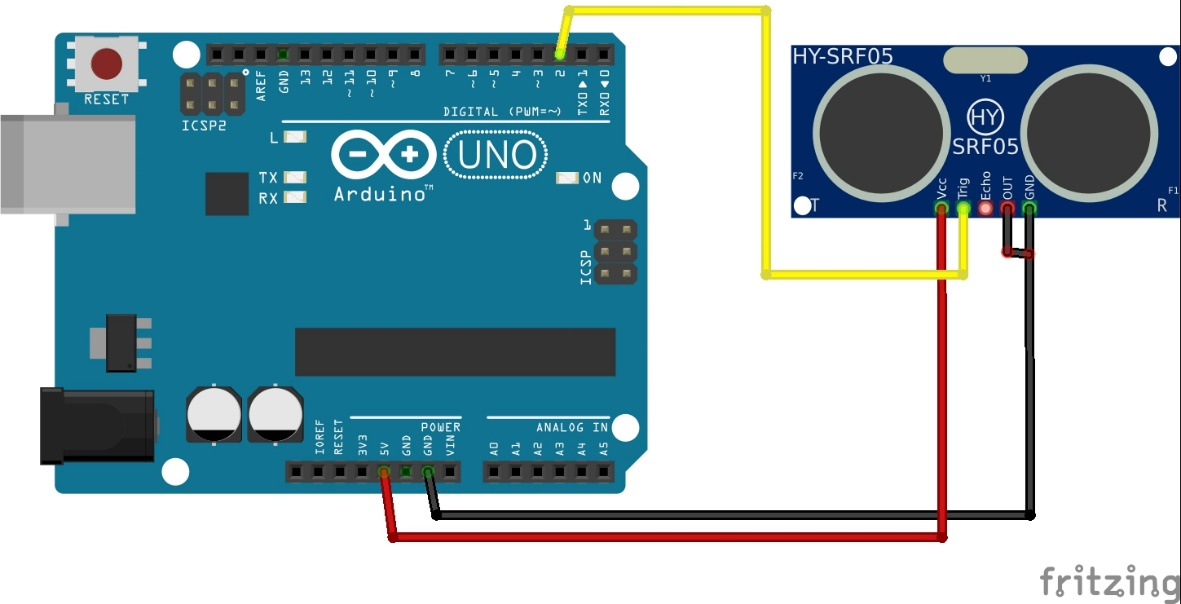 HY-SRF05
Y1
HY
SRF05
F2
T
Vcc
Trig
Echo
OUT
GND
F1
R
RESET
ICSP2
AREF
GND
13
12
~11
~10
~9
8
7
~6
~5
4
~3
2
TX0▶1
RX0◀0
DIGITAL (PWM=~)
L
TX
RX
UNO
Arduino™
ON
1
ICSP
IOREF
RESET
3V3
5V
GND
GND
VIN
POWER
ANALOG IN
A0
A1
A2
A3
A4
A5
fritzing